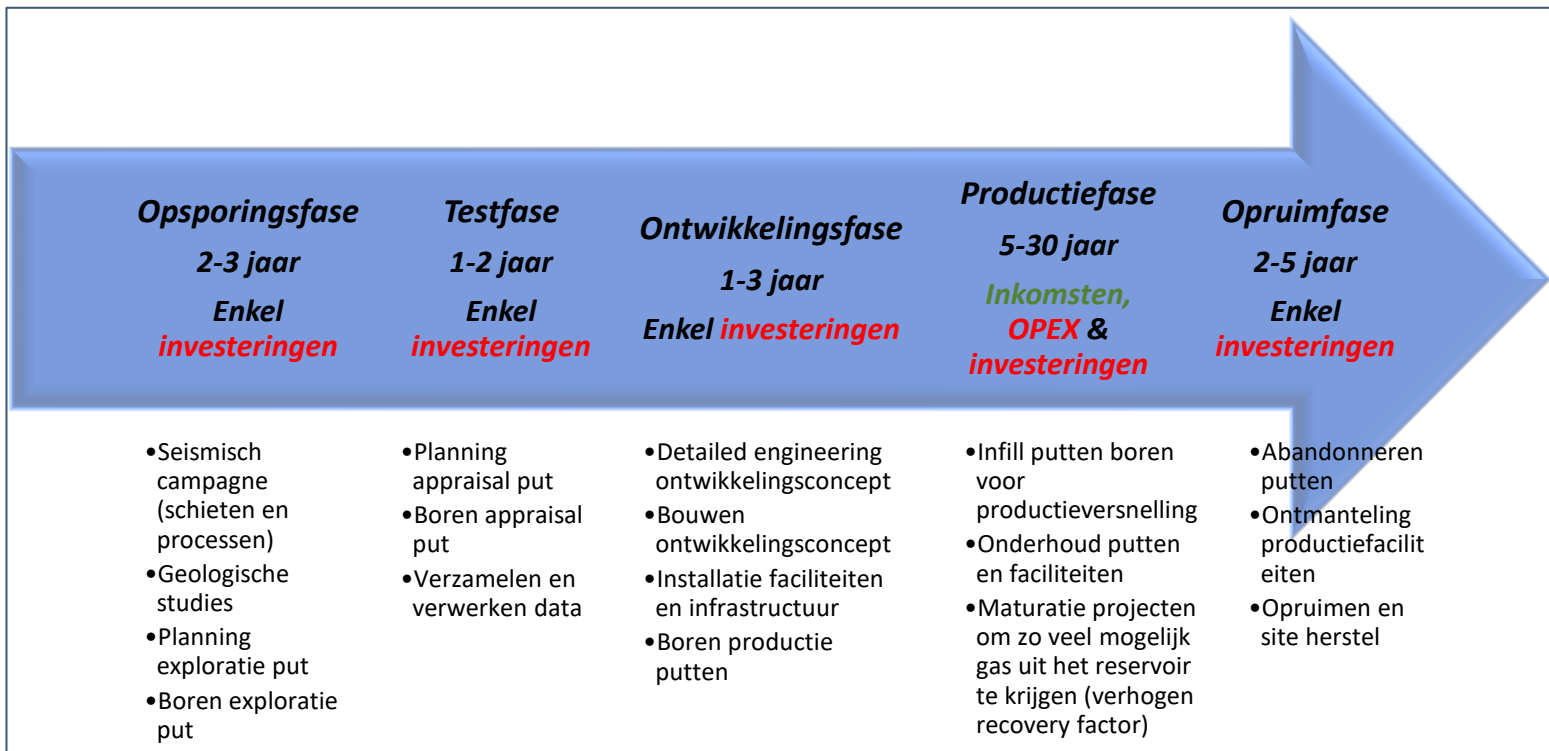 Opsporingsfase
2-3 jaar
Enkel
investeringen
Testfase
1-2 jaar
Enkel
investeringen
Ontwikkelingsfase
1-3 jaar
Enkel investeringen
Productiefase
5-30 jaar
Inkomsten,
OPEX &
investeringen
Opruimfase
2-5 jaar
Enkel
investeringen
•Seismisch
campagne
(schieten en
processen)
•Geologische
studies
•Planning
exploratie put
•Boren exploratie
put
•Planning
appraisal put
•Boren appraisal
put
•Verzamelen en
verwerken data
•Detailed engineering
ontwikkelingsconcept
•Bouwen
ontwikkelingsconcept
•Installatie faciliteiten
en infrastructuur
•Boren productie
putten
•Infill putten boren
voor
productieversnelling
•Onderhoud putten
en faciliteiten
•Maturatie projecten
om zo veel mogelijk
gas uit het reservoir
te krijgen (verhogen
recovery factor)
•Abandonneren
putten
•Ontmanteling
productiefacilit
eiten
•Opruimen en
site herstel